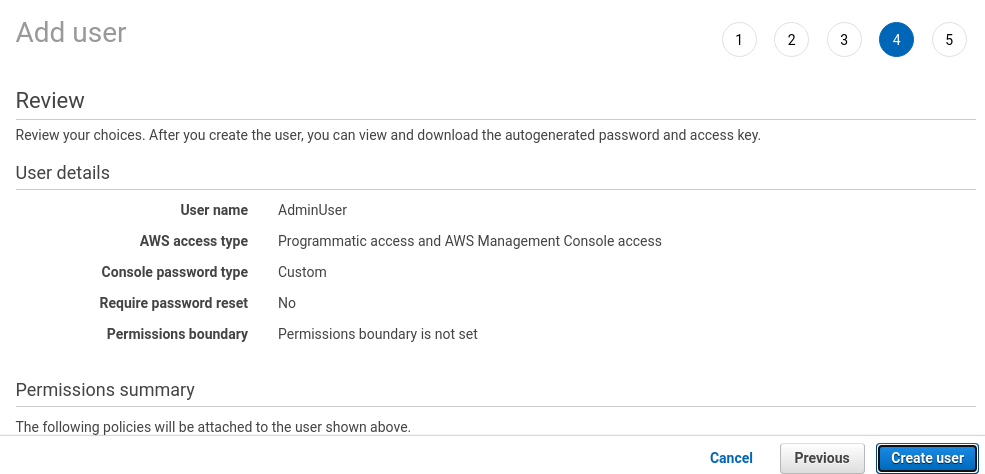 Add user
1 2 3 4 5
Review
Review your choices. After you create the user, you can view and download the autogenerated password and access key.
User details
User name AdminUser
AWS access type Programmatic access and AWS Management Console access
Console password type Custom
Require password reset No
Permissions boundary Permissions boundary is not set
Permissions summary
The following policies will be attached to the user shown above.
Cancel Previous Create user